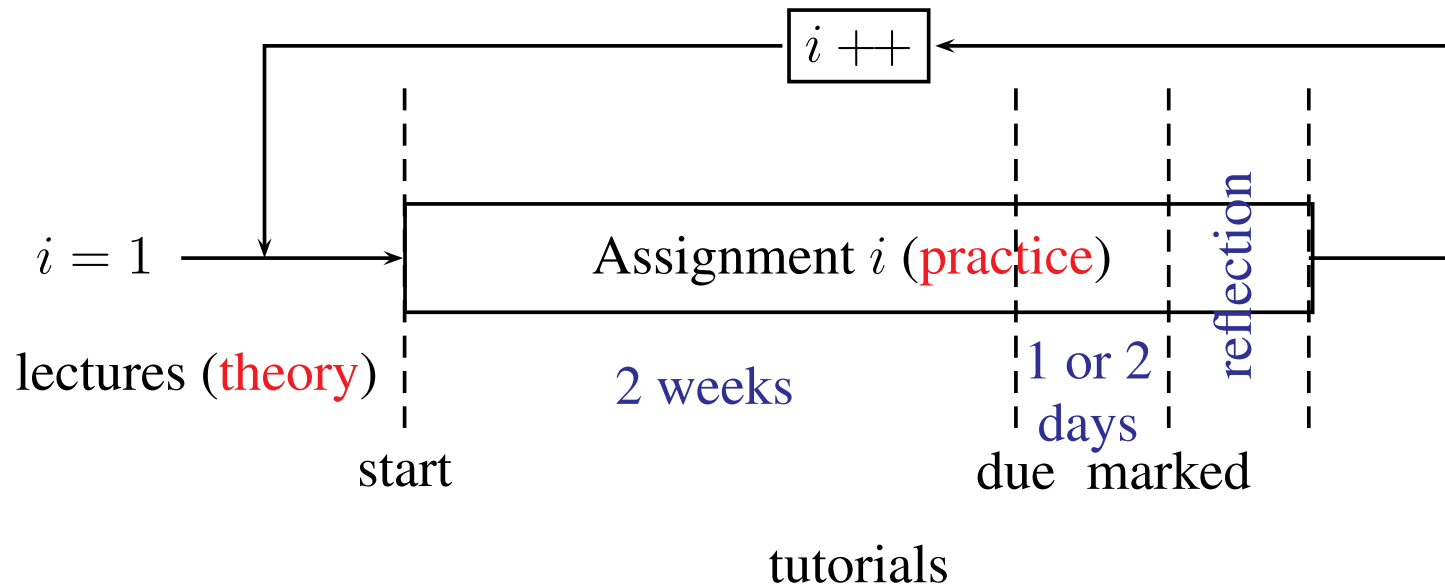 i ++
i = 1
Assignment i (practice)
reflection
lectures (theory)
2 weeks
1 or 2
days
start
due
marked
tutorials